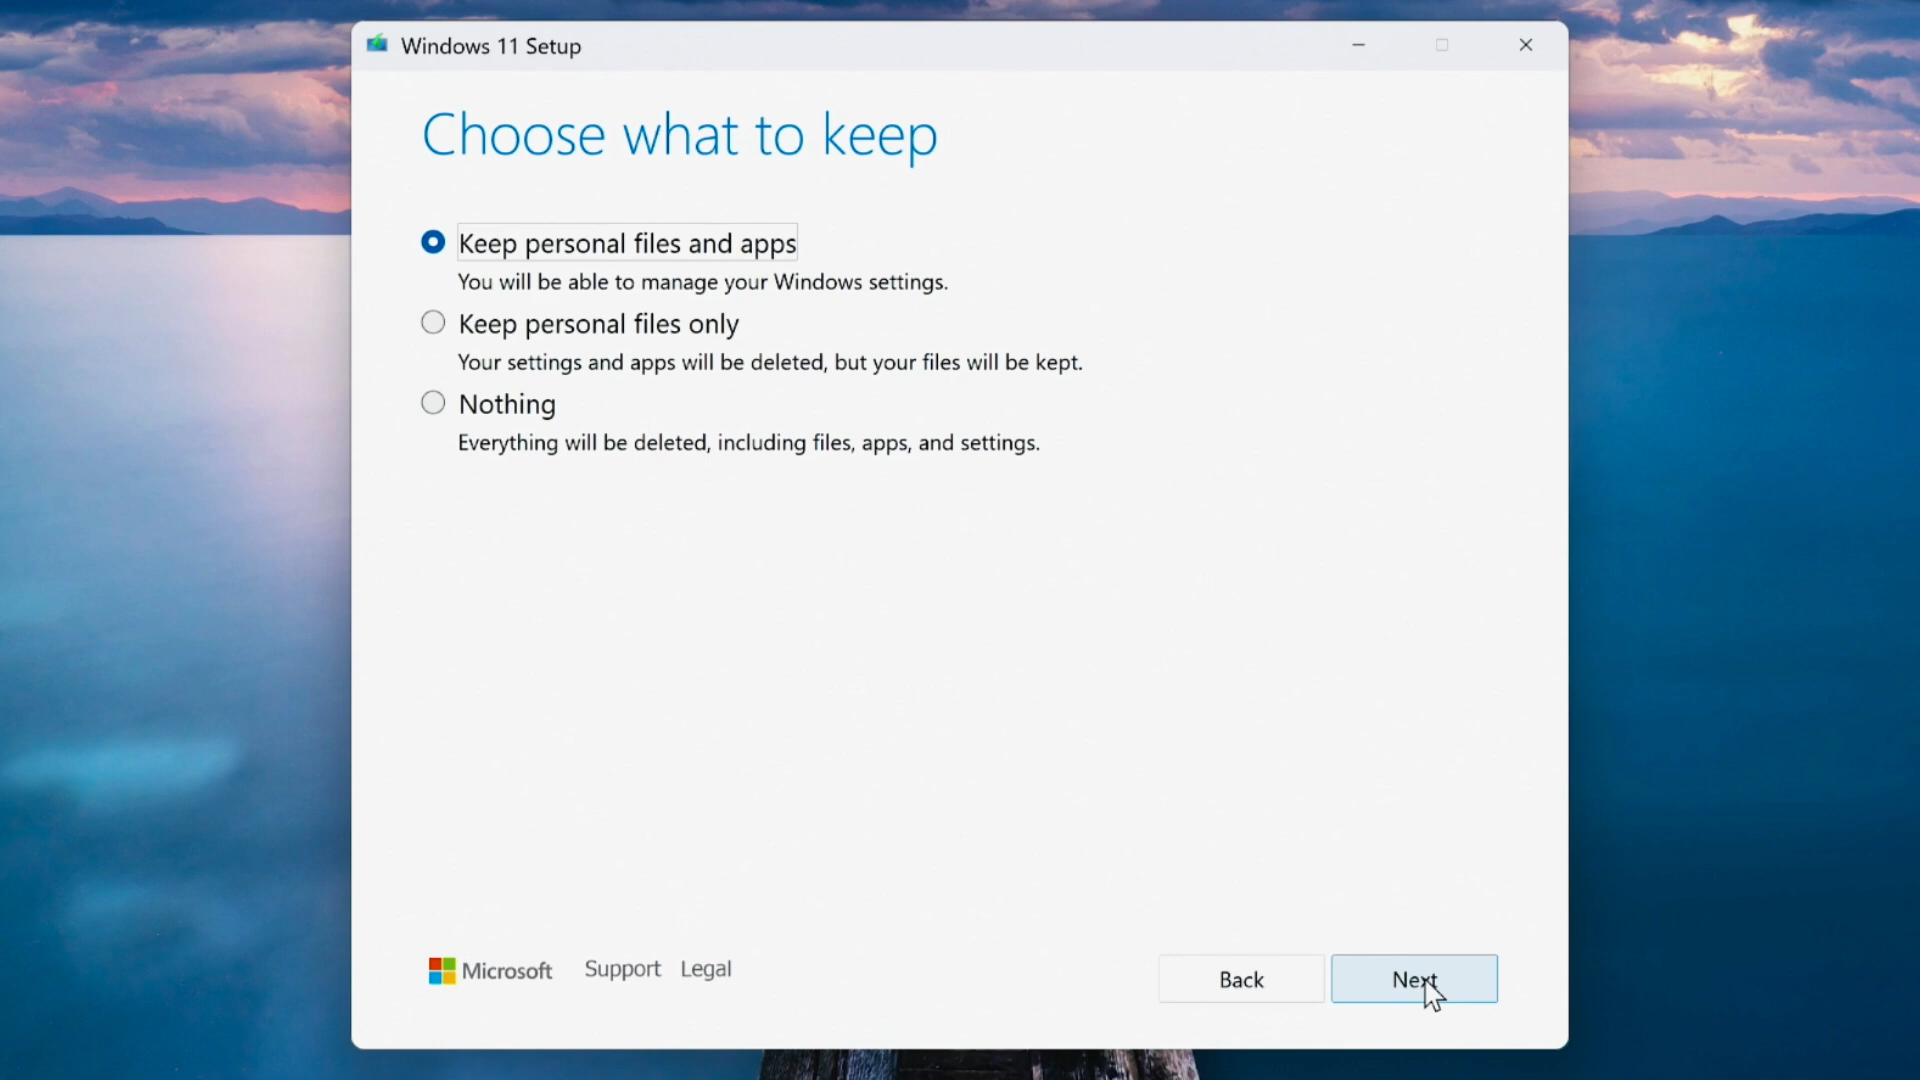 Windows 11 Setup
Choose what to keep
Keep personal files and apps
You will be able to manage your Windows settings.
Keep personal files only
Your settings and apps will be deleted, but your files will be kept.
Nothing
Everything will be deleted, including files, apps, and settings.
Microsoft Support Legal
Back Next